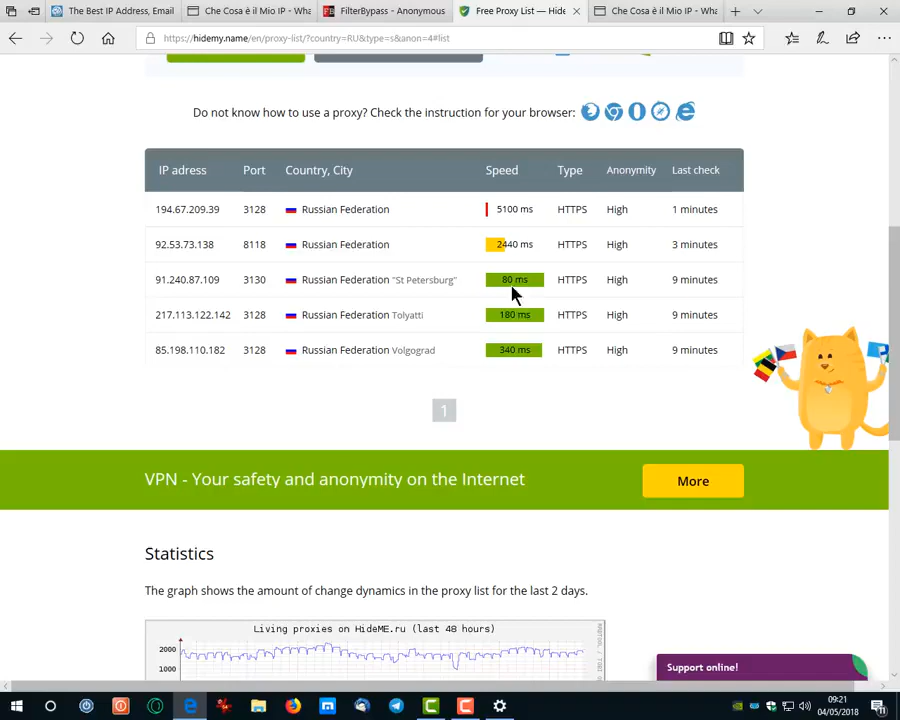 The Best IP Address, Email
Che Cosa è il Mio IP - Wha
FilterBypass - Anonymous
Free Proxy List — Hide
Che Cosa è il Mio IP - Wha
https://hidemy.name/en/proxy-list/?country=RU&type=s&anon=4#list
Do not know how to use a proxy? Check the instruction for your browser:
IP adress Port Country, City Speed Type Anonymity Last check
194.67.209.39 3128 Russian Federation 5100 ms HTTPS High 1 minutes
92.53.73.138 8118 Russian Federation 2440 ms HTTPS High 3 minutes
91.240.87.109 3130 Russian Federation "St Petersburg" 80 ms HTTPS High 9 minutes
217.113.122.142 3128 Russian Federation Tolyatti 180 ms HTTPS High 9 minutes
85.198.110.182 3128 Russian Federation Volgograd 340 ms HTTPS High 9 minutes
1
VPN - Your safety and anonymity on the Internet
More
Statistics
The graph shows the amount of change dynamics in the proxy list for the last 2 days.
Living proxies on HideME.ru (last 48 hours)
2000
1000
Support online!
09:21
04/05/2018